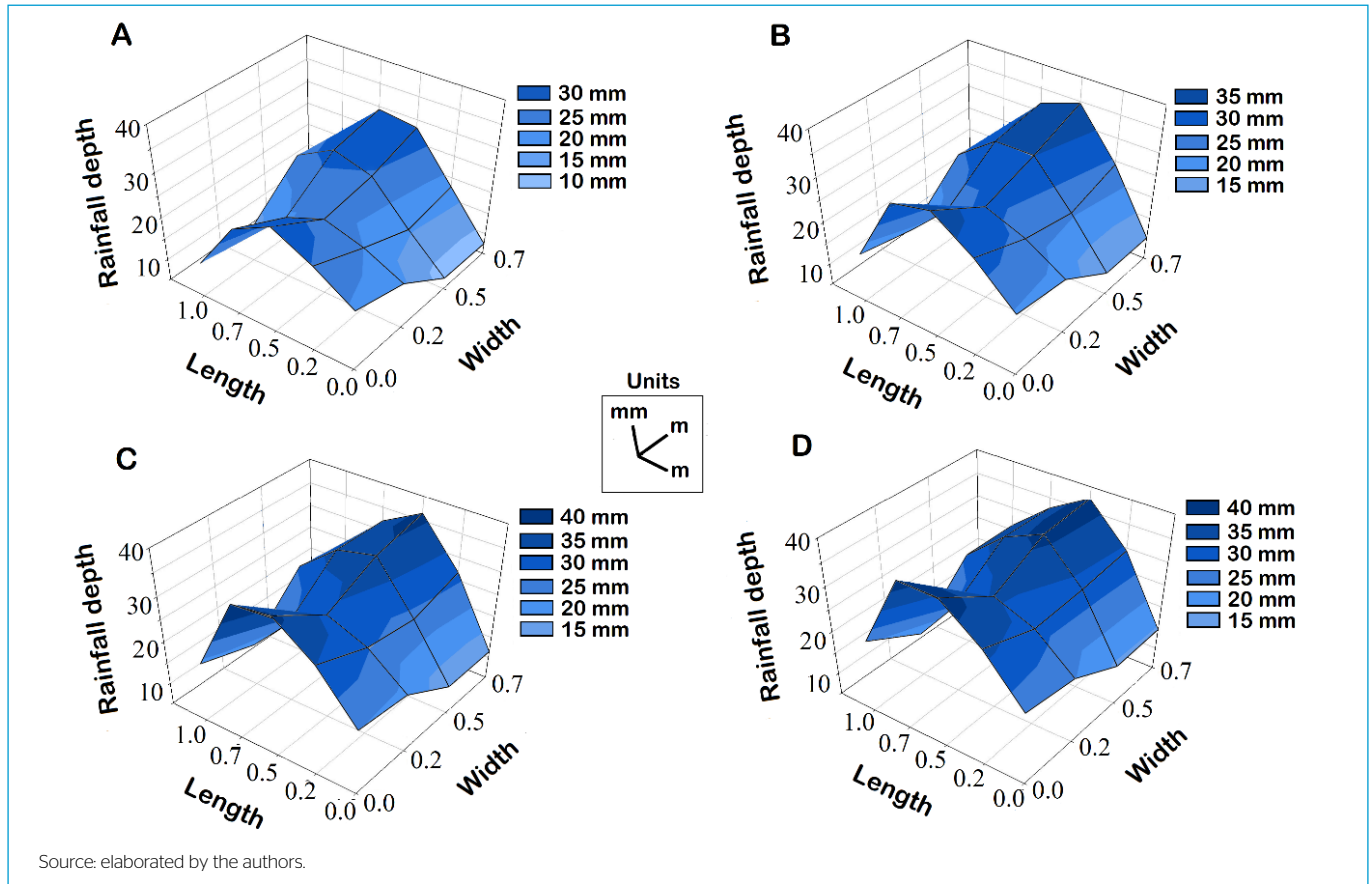 A
Rainfall depth
40
30
20
10
1.0
0.7
0.5
0.2
0.0
Length
0.0
0.2
0.5
0.7
Width
30 mm
25 mm
20 mm
15 mm
10 mm
B
Rainfall depth
40
30
20
10
1.0
0.7
0.5
0.2
0.0
Length
0.0
0.2
0.5
0.7
Width
35 mm
30 mm
25 mm
20 mm
15 mm
Units
mm
m
m
C
Rainfall depth
40
30
20
10
1.0
0.7
0.5
0.2
0.0
Length
0.0
0.2
0.5
0.7
Width
40 mm
35 mm
30 mm
25 mm
20 mm
15 mm
D
Rainfall depth
40
30
20
10
1.0
0.7
0.5
0.2
0.0
Length
0.0
0.2
0.5
0.7
Width
40 mm
35 mm
30 mm
25 mm
20 mm
15 mm
Source: elaborated by the authors.